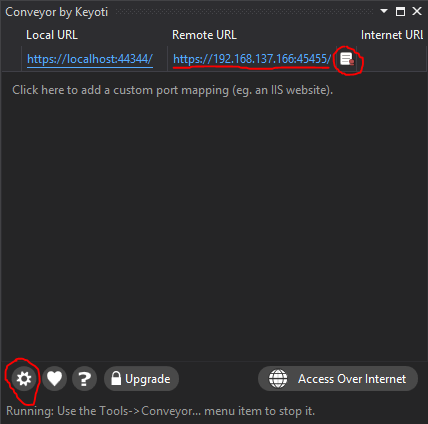 Conveyor by Keyoti
Local URL Remote URL Internet URI
https://localhost:44344/ https://192.168.137.166:45455/
Click here to add a custom port mapping (eg. an IIS website).
? Upgrade Access Over Internet
Running: Use the Tools->Conveyor... menu item to stop it.